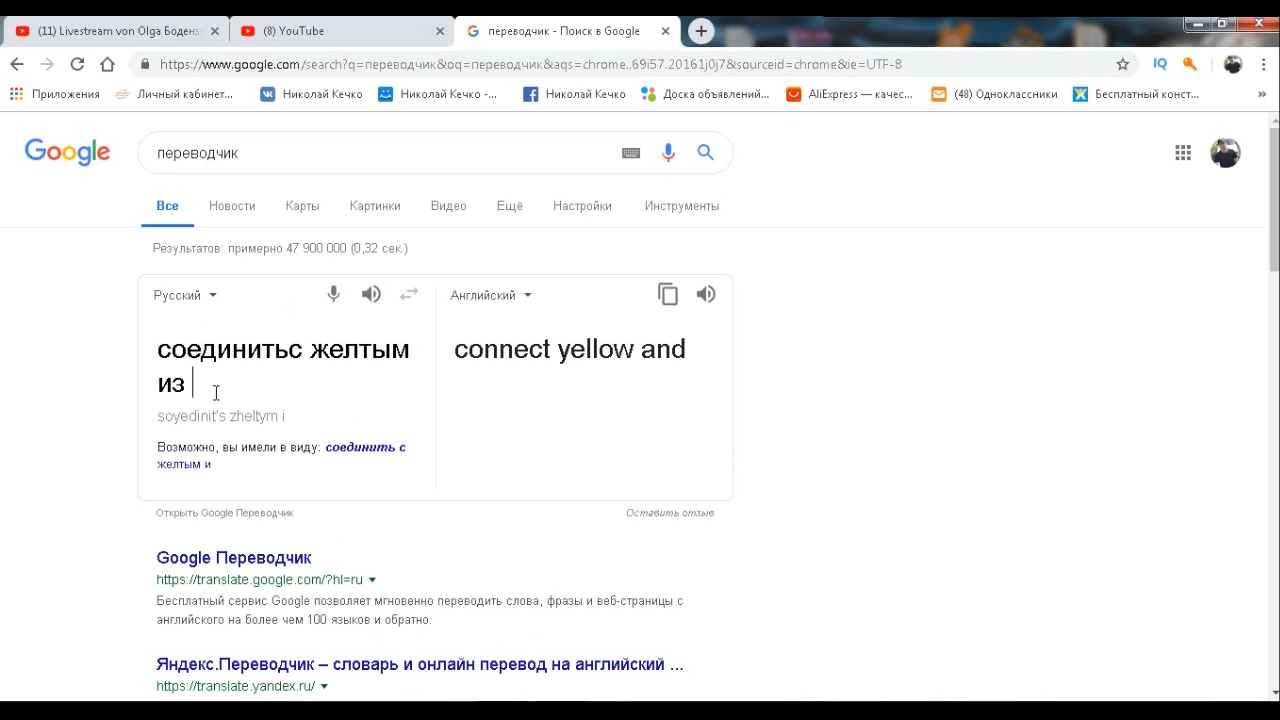 (11) Livestream von Olga Боденз
(8) YouTube
переводчик - Поиск в Google
https://www.google.com/search?q=переводчик&oq=переводчик&aqs=chrome..69i57.20161j0j7&sourceid=chrome&ie=UTF-8
IQ
Приложения
Личный кабинет...
Николай Кечко
Николай Кечко -...
Николай Кечко
Доска объявлений...
AliExpress — качес...
(48) Одноклассники
Бесплатный конст...
»
Google
переводчик
Все Новости Карты Картинки Видео Ещё Настройки Инструменты
Результатов: примерно 47 900 000 (0,32 сек.)
Русский
Английский
соединитьс желтым
из
connect yellow and
soyedinit's zheltym i
Возможно, вы имели в виду: соединить с
желтым и
Открыть Google Переводчик
Оставить отзыв
Google Переводчик
https://translate.google.com/?hl=ru
Бесплатный сервис Google позволяет мгновенно переводить слова, фразы и веб-страницы с
английского на более чем 100 языков и обратно.
Яндекс.Переводчик – словарь и онлайн перевод на английский ...
https://translate.yandex.ru/